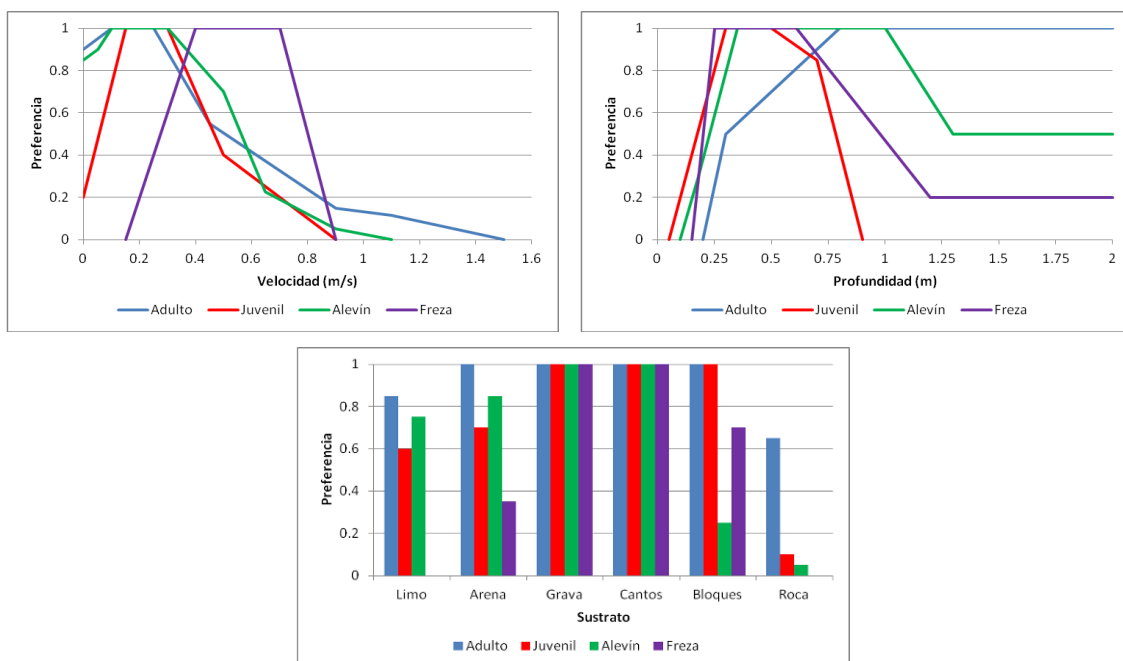 1
0.8
0.6
0.4
0.2
0
Preferencia
0 0.2 0.4 0.6 0.8 1 1.2 1.4 1.6
Velocidad (m/s)
Adulto Juvenil Alevín Freza
1
0.8
0.6
0.4
0.2
0
Preferencia
0 0.25 0.5 0.75 1 1.25 1.5 1.75 2
Profundidad (m)
Adulto Juvenil Alevín Freza
1
0.8
0.6
0.4
0.2
0
Preferencia
Limo Arena Grava Cantos Bloques Roca
Sustrato
Adulto Juvenil Alevín Freza